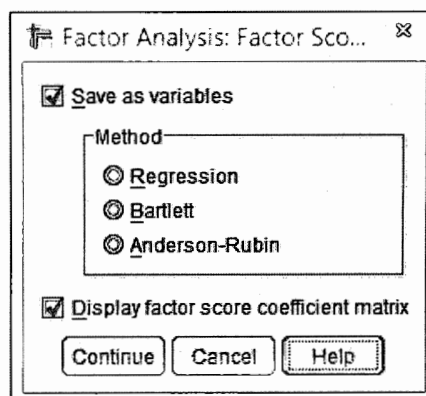 Factor Analysis: Factor Sco...
Save as variables
Method
Regression
Bartlett
Anderson-Rubin
Display factor score coefficient matrix
Continue Cancel Help